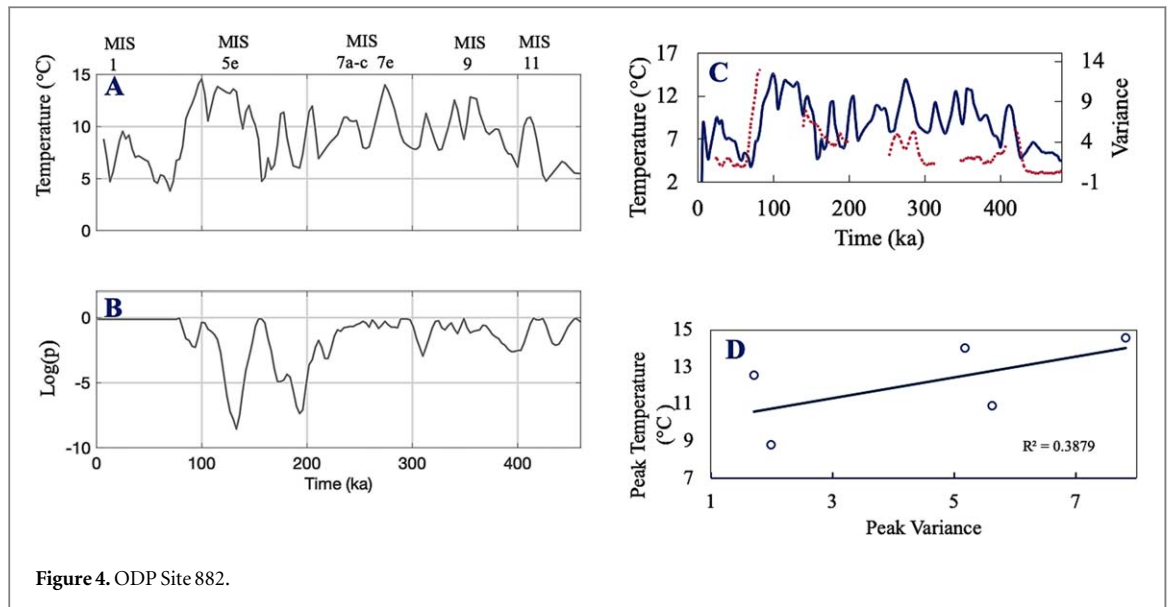 MIS MIS MIS MIS MIS
1 5e 7a-c 7e 9 11
A
Temperature (°C)
15
10
5
0
B
Log(p)
0
-5
-10
0 100 200 300 400
Time (ka)
C
Temperature (°C)
17
12
7
2
14
9
4
-1
Variance
0 100 200 300 400
Time (ka)
D
Peak Temperature
(°C)
15
13
11
9
7
R² = 0.3879
1 3 5 7
Peak Variance
Figure 4. ODP Site 882.